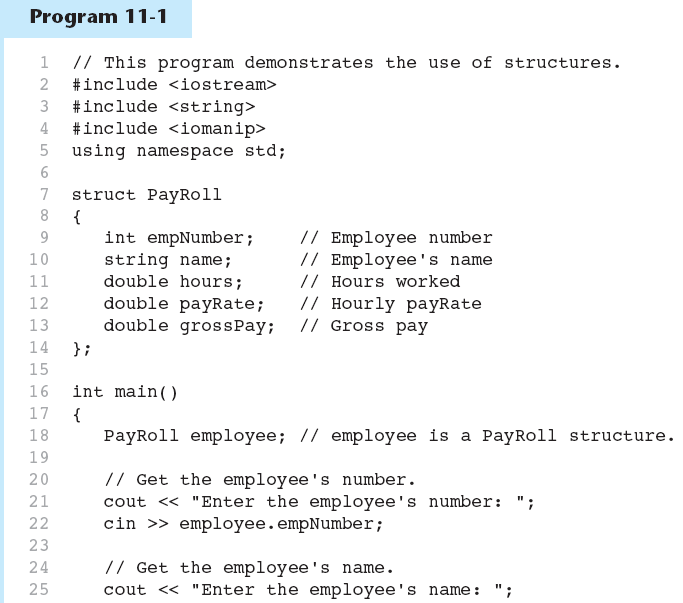 Program 11-1
1 // This program demonstrates the use of structures.
2 #include <iostream>
3 #include <string>
4 #include <iomanip>
5 using namespace std;
6
7 struct PayRoll
8 {
9 int empNumber; // Employee number
10 string name; // Employee's name
11 double hours; // Hours worked
12 double payRate; // Hourly payRate
13 double grossPay; // Gross pay
14 };
15
16 int main()
17 {
18 PayRoll employee; // employee is a PayRoll structure.
19
20 // Get the employee's number.
21 cout << "Enter the employee's number: ";
22 cin >> employee.empNumber;
23
24 // Get the employee's name.
25 cout << "Enter the employee's name: ";